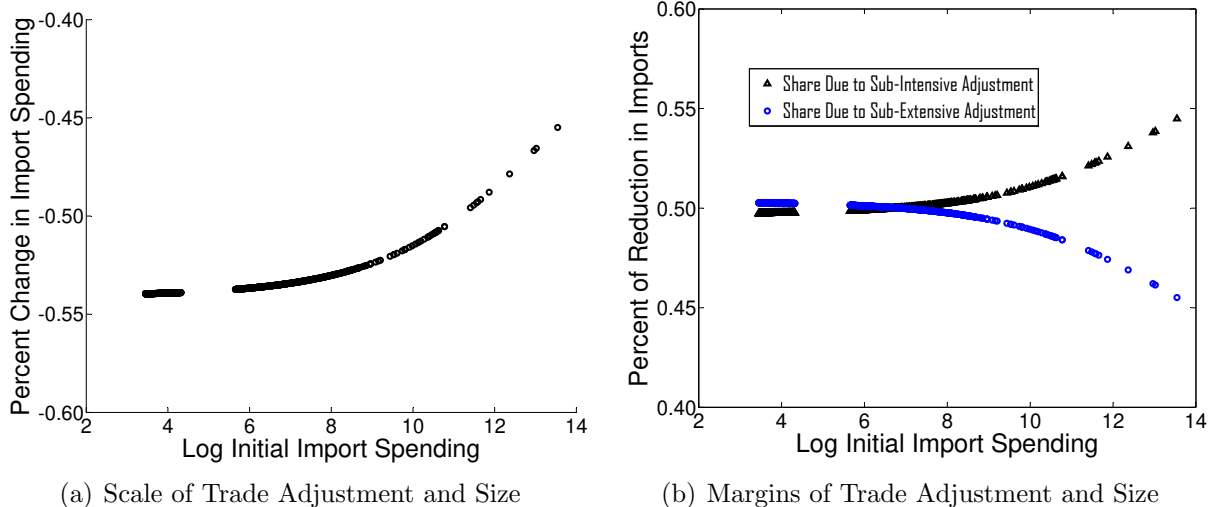 -0.40
-0.45
-0.50
-0.55
-0.60
Percent Change in Import Spending
2 4 6 8 10 12 14
Log Initial Import Spending
(a) Scale of Trade Adjustment and Size
0.60
0.55
0.50
0.45
0.40
Percent of Reduction in Imports
Share Due to Sub-Intensive Adjustment
Share Due to Sub-Extensive Adjustment
2 4 6 8 10 12 14
Log Initial Import Spending
(b) Margins of Trade Adjustment and Size